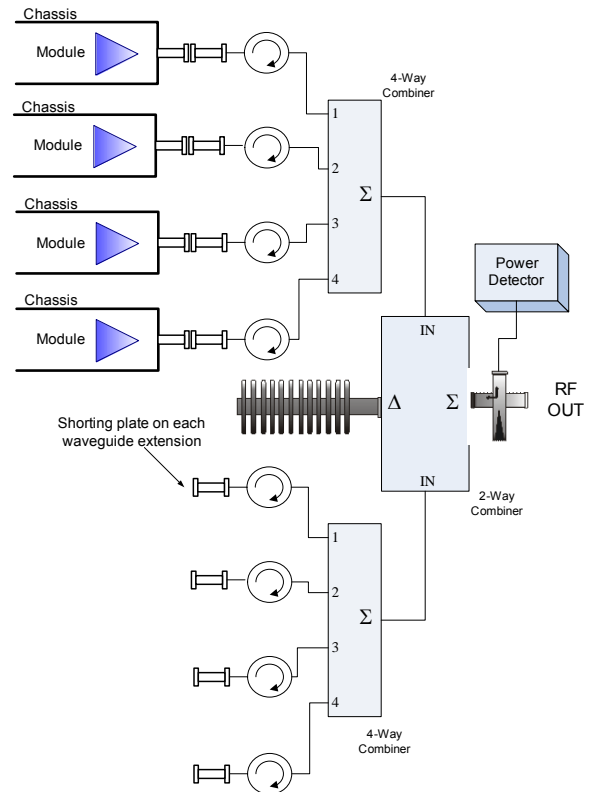 Chassis
Module
Chassis
Module
Chassis
Module
Chassis
Module
4-Way
Combiner
1
2
3
4
Σ
Power
Detector
IN
Δ
Σ
IN
RF
OUT
2-Way
Combiner
Shorting plate on each
waveguide extension
1
2
3
4
Σ
4-Way
Combiner